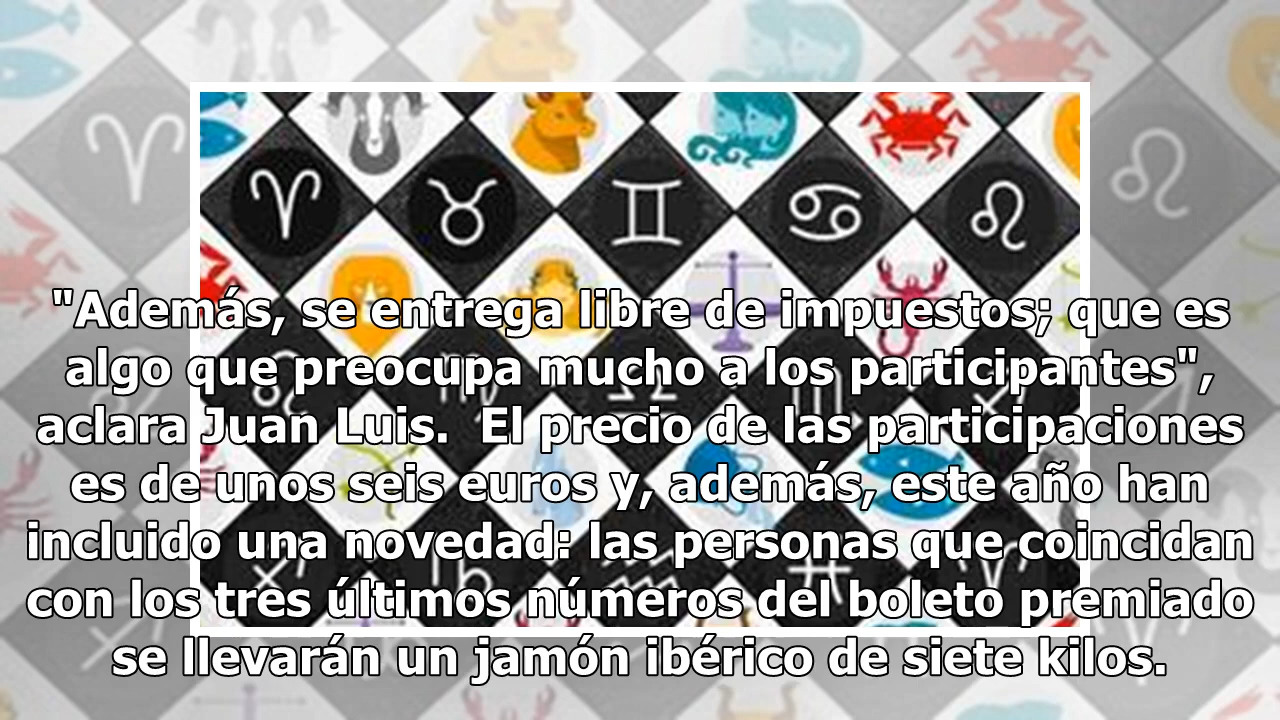 "Además, se entrega libre de impuestos; que es
algo que preocupa mucho a los participantes",
aclara Juan Luis.  El precio de las participaciones
es de unos seis euros y, además, este año han
incluido una novedad: las personas que coincidan
con los tres últimos números del boleto premiado
se llevarán un jamón ibérico de siete kilos.